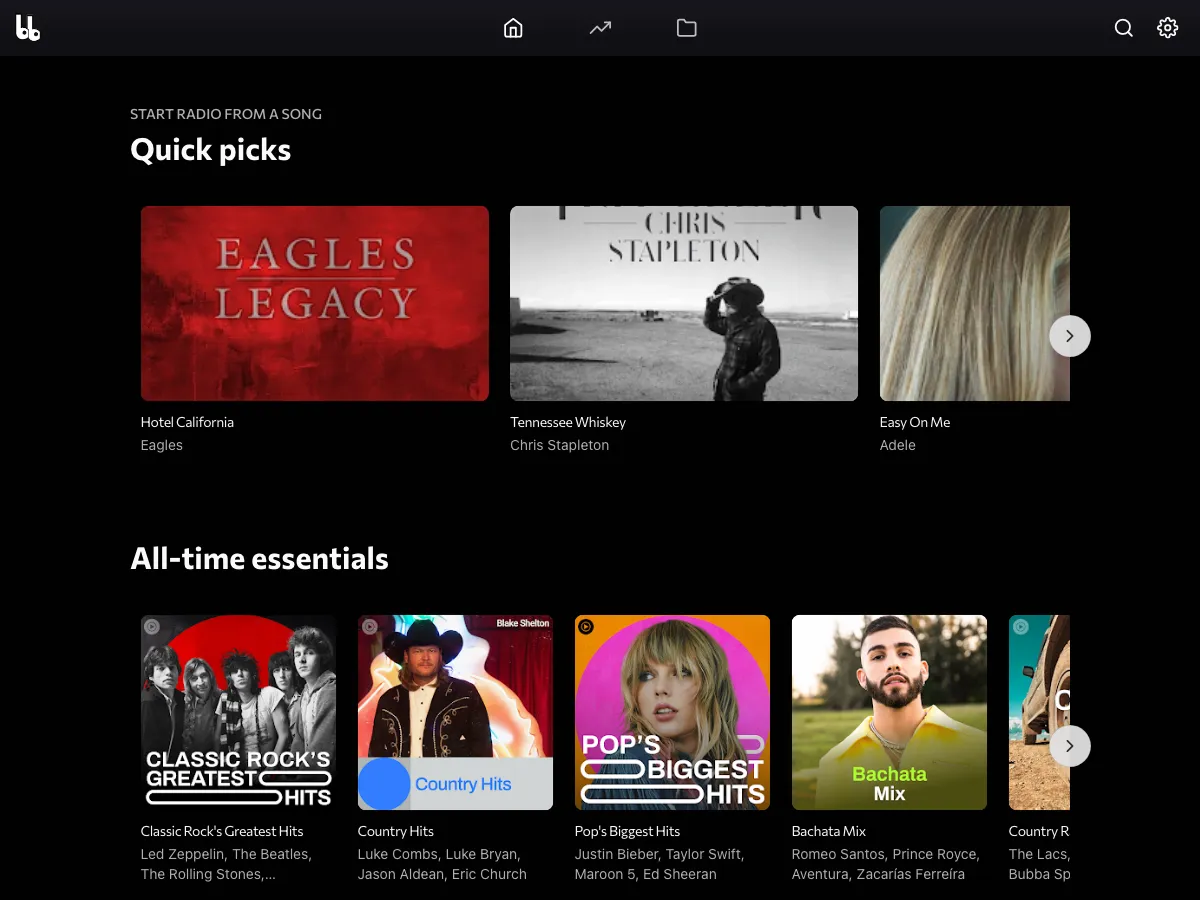 START RADIO FROM A SONG
Quick picks
EAGLES
LEGACY
CHRIS
STAPLETON
Hotel California
Eagles
Tennessee Whiskey
Chris Stapleton
Easy On Me
Adele
All-time essentials
CLASSIC ROCK'S
GREATEST
HITS
Blake Shelton
Country Hits
POP'S
BIGGEST
HITS
Bachata
Mix
C
Classic Rock's Greatest Hits
Led Zeppelin, The Beatles,
The Rolling Stones,...
Country Hits
Luke Combs, Luke Bryan,
Jason Aldean, Eric Church
Pop's Biggest Hits
Justin Bieber, Taylor Swift,
Maroon 5, Ed Sheeran
Bachata Mix
Romeo Santos, Prince Royce,
Aventura, Zacarías Ferreíra
Country R
The Lacs,
Bubba Sp